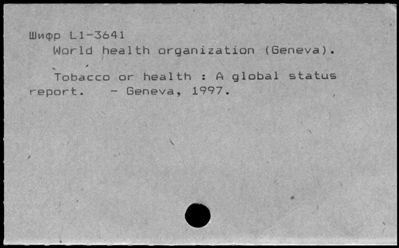 Шифр L1-3641
World health organization (Geneva).
Tobacco or health : A global status
report. - Geneva, 1997.